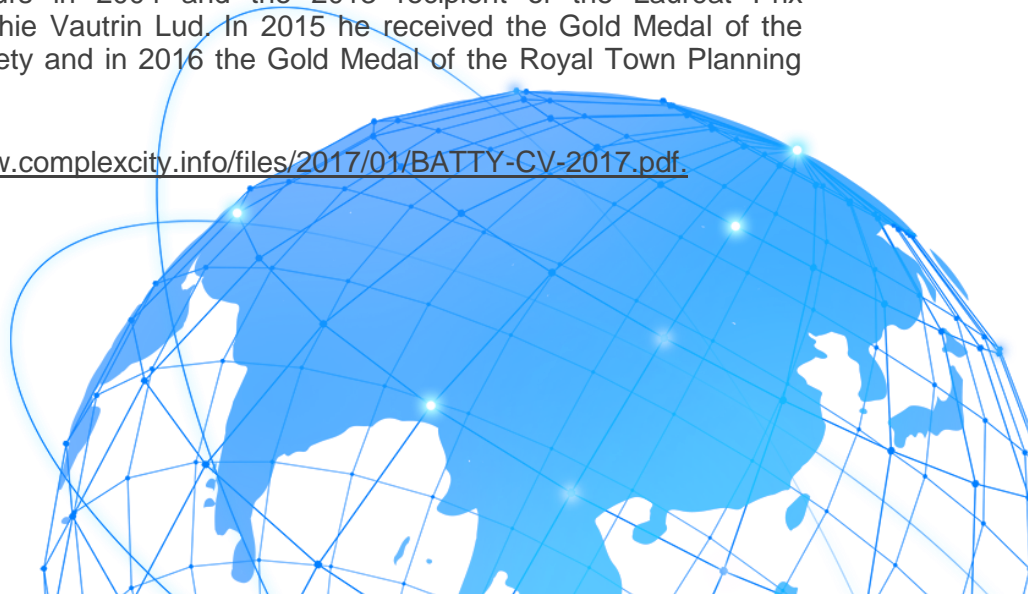 hie Vautrin Lud. In 2015 he received the Gold Medal of the
ety and in 2016 the Gold Medal of the Royal Town Planning
w.complexcity.info/files/2017/01/BATTY-CV-2017.pdf.